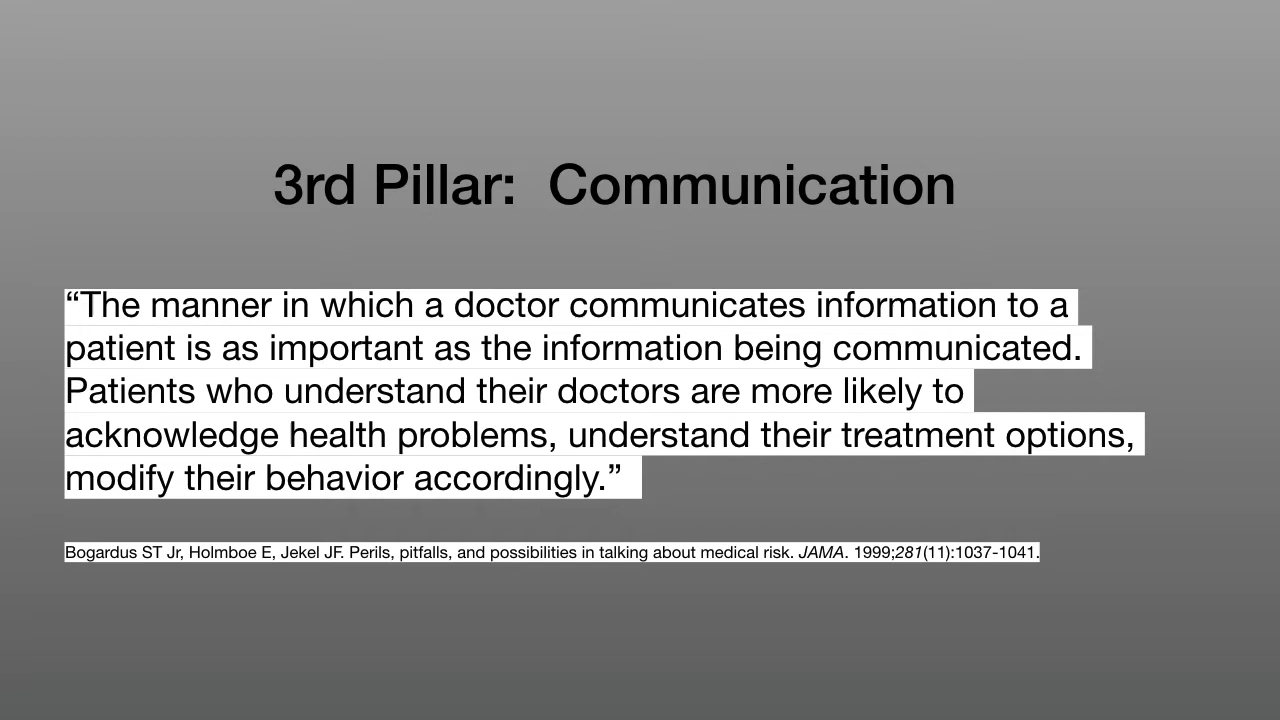 3rd Pillar:  Communication
“The manner in which a doctor communicates information to a
patient is as important as the information being communicated.
Patients who understand their doctors are more likely to
acknowledge health problems, understand their treatment options,
modify their behavior accordingly.”
Bogardus ST Jr, Holmboe E, Jekel JF. Perils, pitfalls, and possibilities in talking about medical risk. JAMA. 1999;281(11):1037-1041.